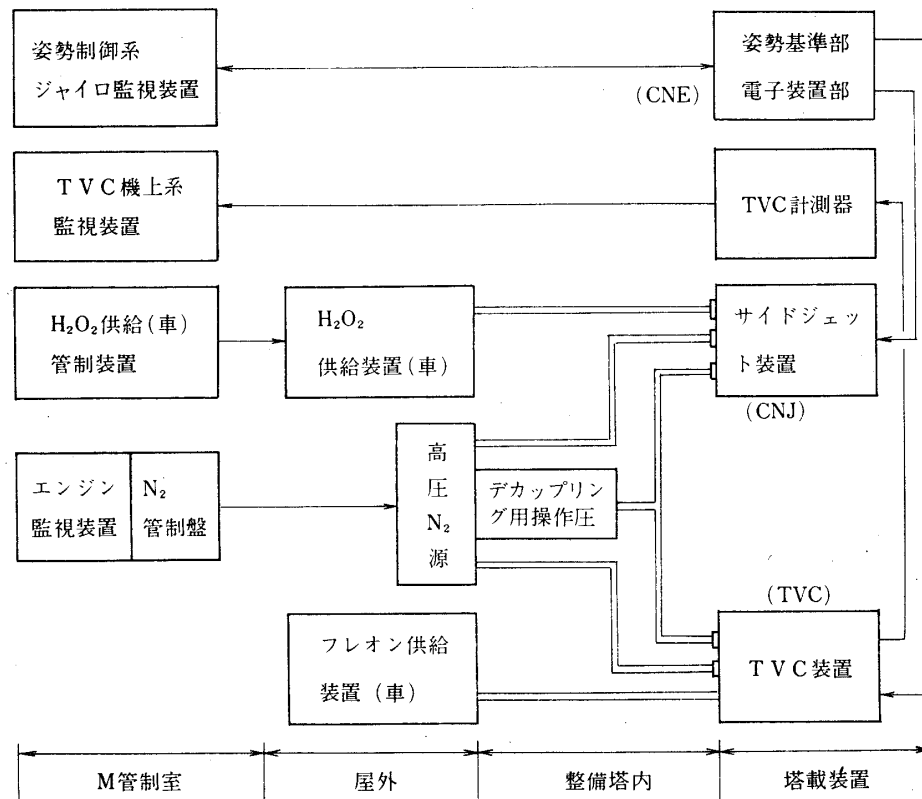 姿勢制御系
ジャイロ監視装置
(CNE)
姿勢基準部
電子装置部
TVC機上系
監視装置
TVC計測器
H₂O₂供給(車)
管制装置
H₂O₂
供給装置(車)
サイドジェッ
ト装置
(CNJ)
エンジン
監視装置
N₂
管制盤
高
圧
N₂
源
デカップリン
グ用操作圧
(TVC)
フレオン供給
装置(車)
TVC装置
M管制室
屋外
整備塔内
塔載装置